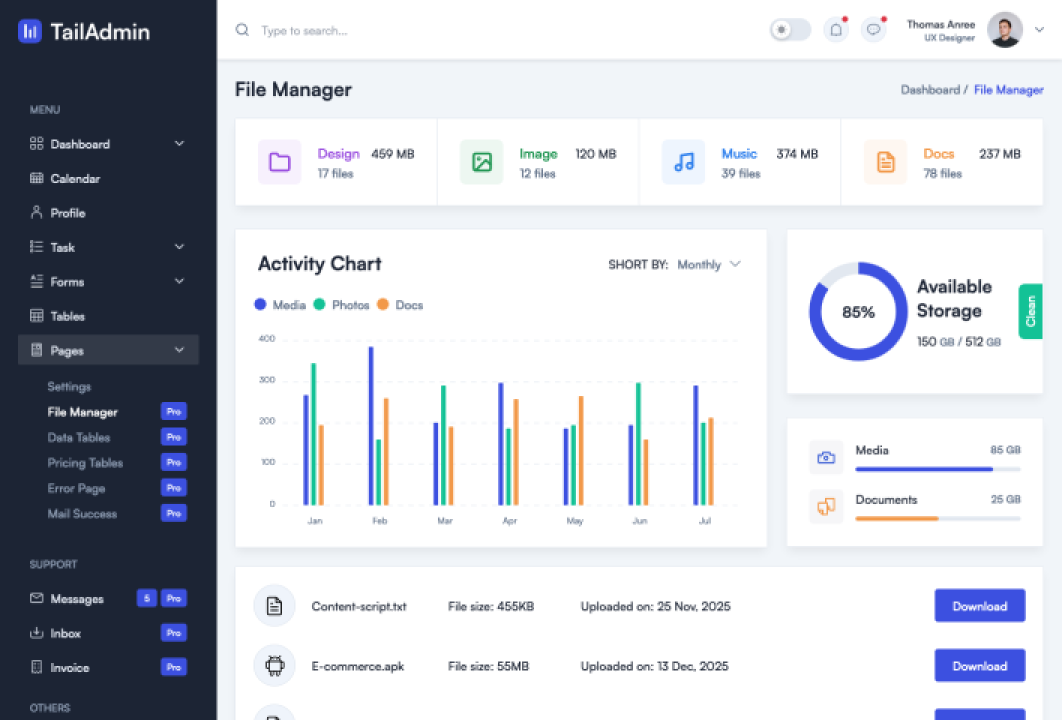 TailAdmin
MENU
Dashboard
Calendar
Profile
Task
Forms
Tables
Pages
Settings
File Manager Pro
Data Tables Pro
Pricing Tables Pro
Error Page Pro
Mail Success Pro
SUPPORT
Messages 5 Pro
Inbox Pro
Invoice Pro
OTHERS
Type to search...
Thomas Anree
UX Designer
File Manager
Dashboard / File Manager
Design 459 MB
17 files
Image 120 MB
12 files
Music 374 MB
39 files
Docs 237 MB
78 files
Activity Chart
SHORT BY: Monthly
Media Photos Docs
400
300
200
100
0
Jan Feb Mar Apr May Jun Jul
85%
Available
Storage
150 GB / 512 GB
Clean
Media 85 GB
Documents 25 GB
Content-script.txt File size: 455KB Uploaded on: 25 Nov, 2025 Download
E-commerce.apk File size: 55MB Uploaded on: 13 Dec, 2025 Download